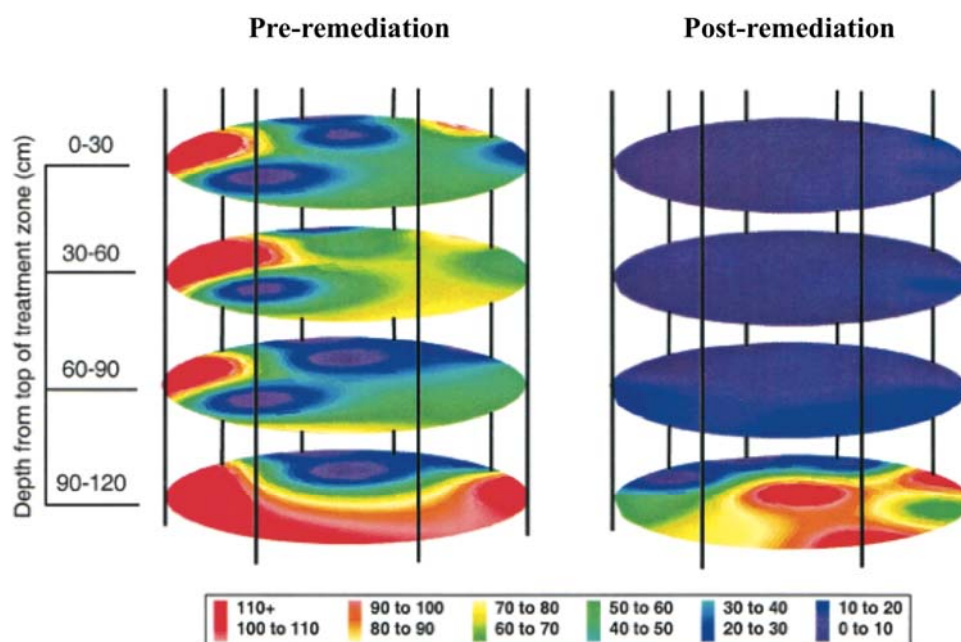 Pre-remediation
Post-remediation
Depth from top of treatment zone (cm)
0-30
30-60
60-90
90-120
110+ 90 to 100 70 to 80 50 to 60 30 to 40 10 to 20
100 to 110 80 to 90 60 to 70 40 to 50 20 to 30 0 to 10